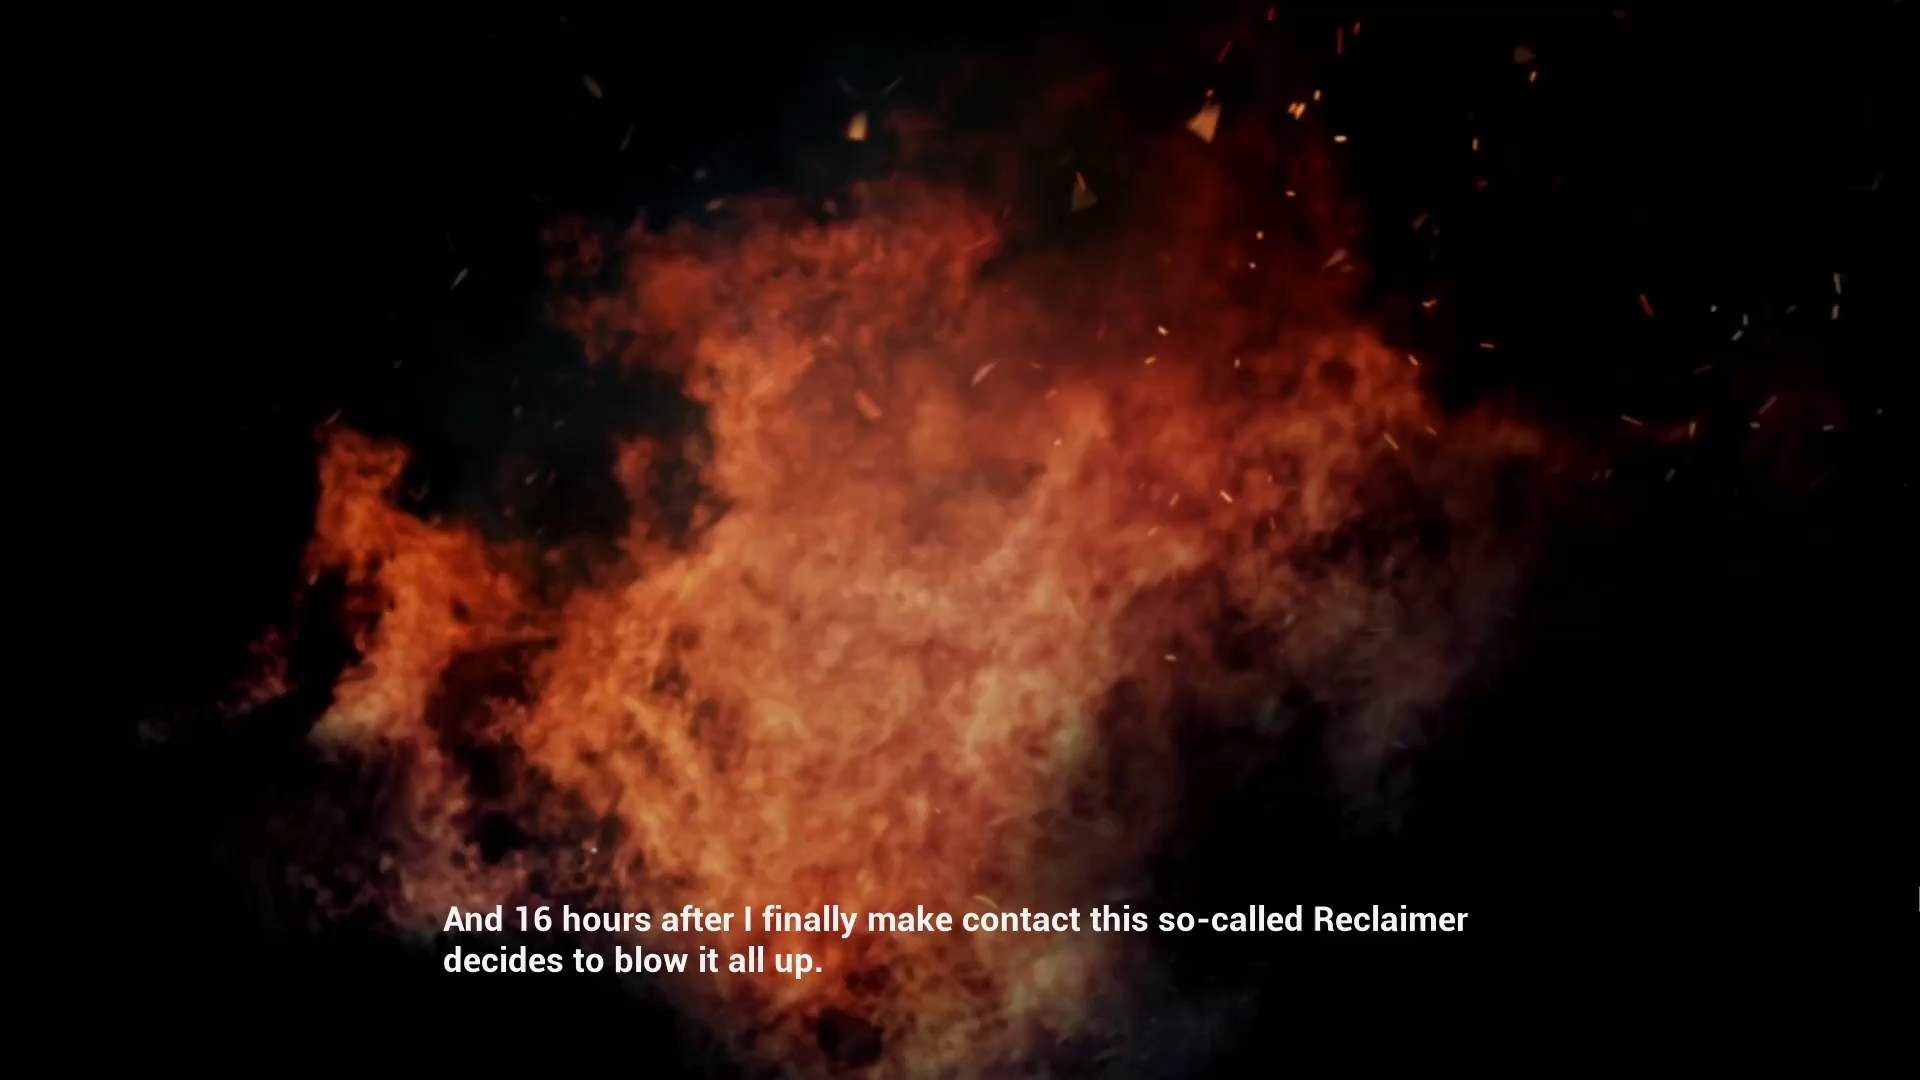 And 16 hours after I finally make contact this so-called Reclaimer
decides to blow it all up.